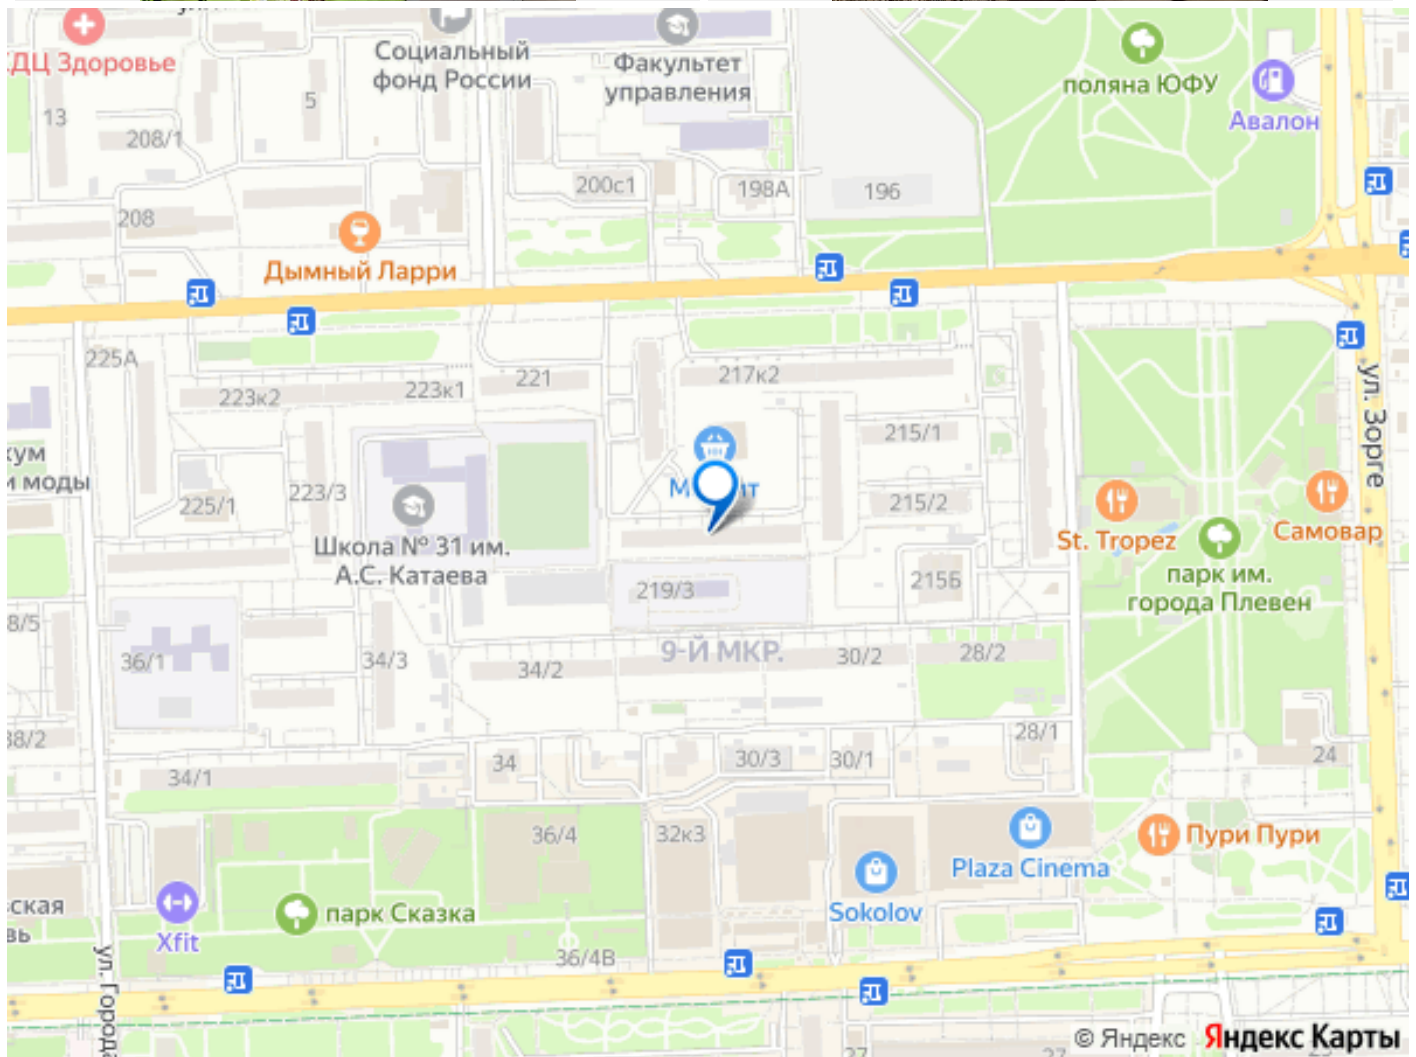 ДЦ Здоровье
Социальный
фонд России
Факультет
управления
поляна ЮФУ
Авалон
13
5
208/1
200с1
198А
196
208
Дымный Ларри
225А
223к2
223к1
221
217к2
ул. Зорге
215/1
и моды
225/1
223/3
215/2
Школа № 31 им.
А.С. Катаева
St. Tropez
Самовар
парк им.
города Плевен
219/3
215Б
8/5
36/1
34/3
34/2
9-Й МКР.
30/2
28/2
38/2
28/1
34/1
34
30/3
30/1
24
36/4
32к3
Plaza Cinema
Пури Пури
парк Сказка
Xfit
Sokolov
36/4В
ул. Города
27
27
© Яндекс Яндекс Карты